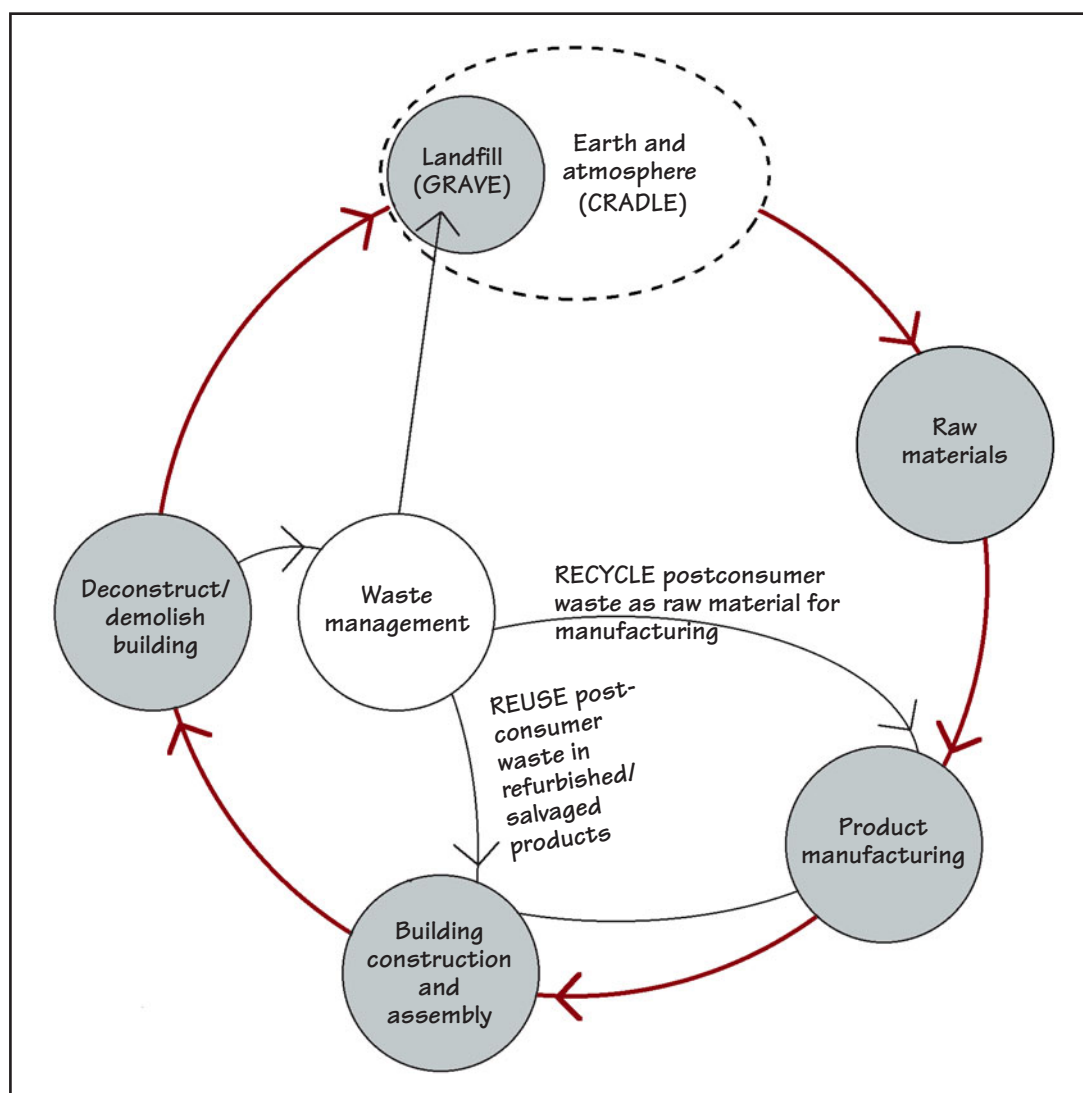 Landfill
(GRAVE)
Earth and
atmosphere
(CRADLE)
Raw
materials
Deconstruct/
demolish
building
Waste
management
RECYCLE postconsumer
waste as raw material for
manufacturing
REUSE post-
consumer
waste in
refurbished/
salvaged
products
Product
manufacturing
Building
construction
and
assembly